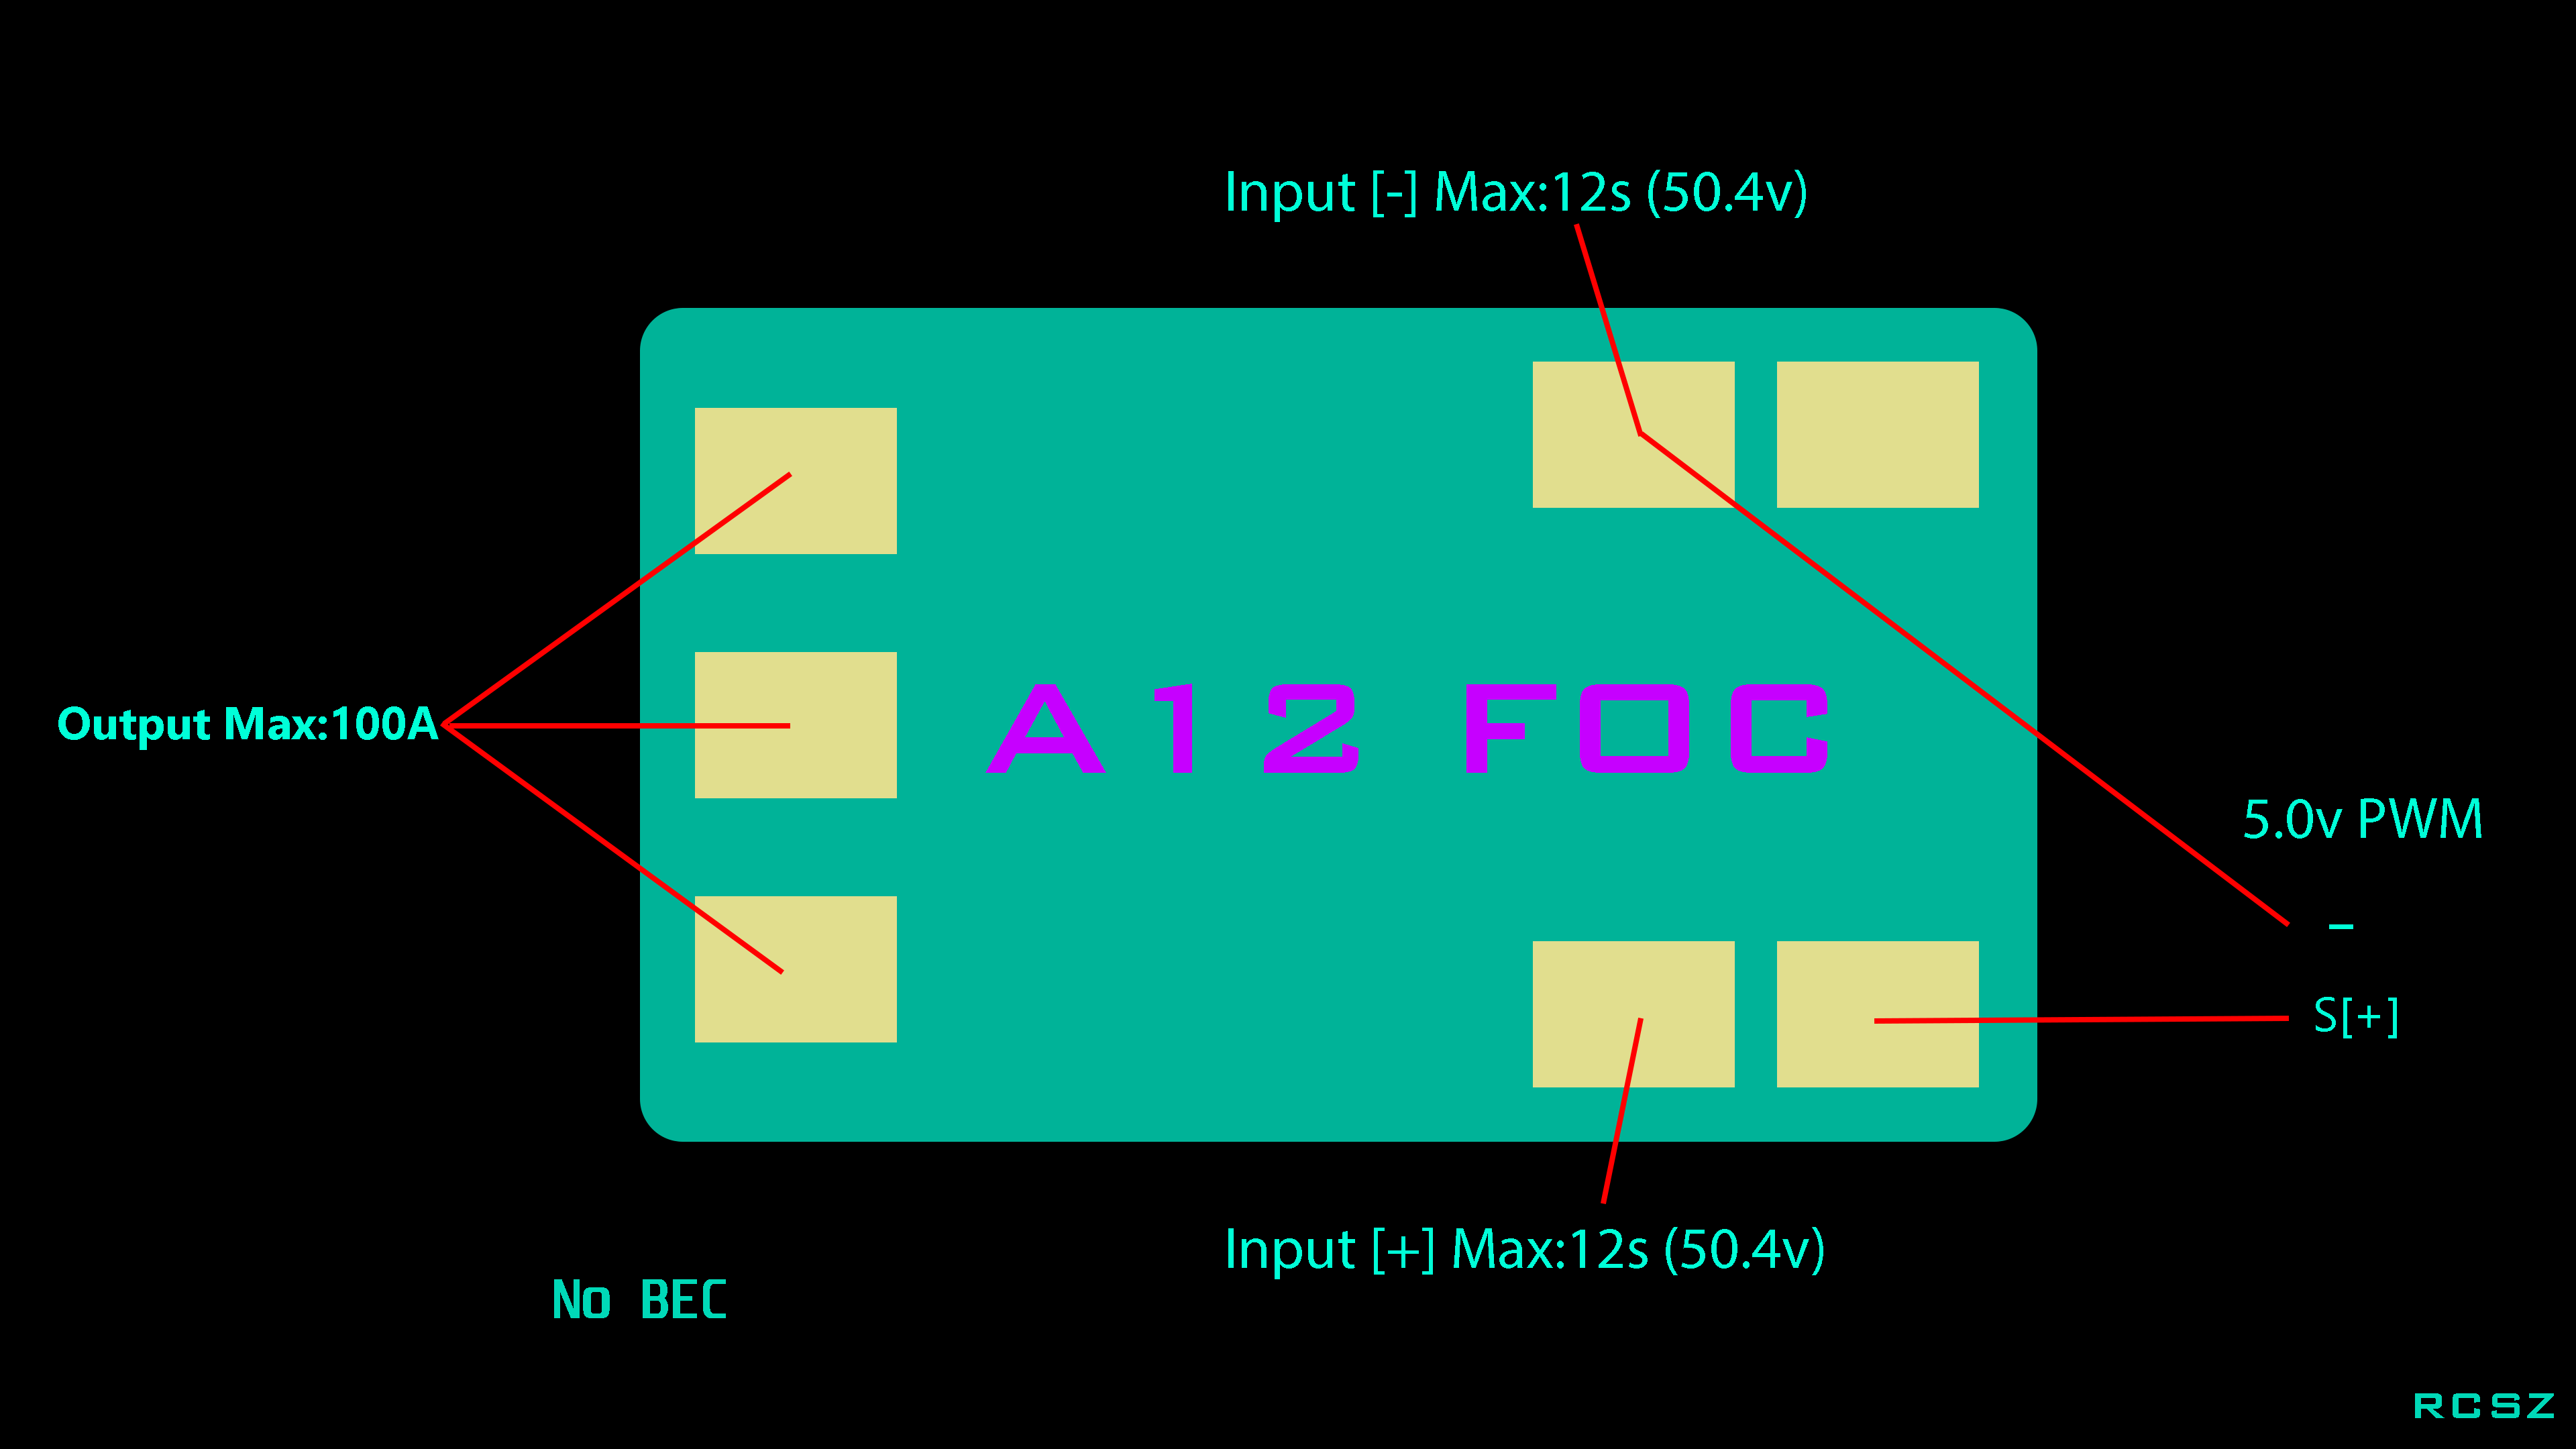 Input [-] Max:12s (50.4v)
Output Max:100A
A12 FOC
5.0v PWM
-
S[+]
Input [+] Max:12s (50.4v)
No BEC
RCSZ